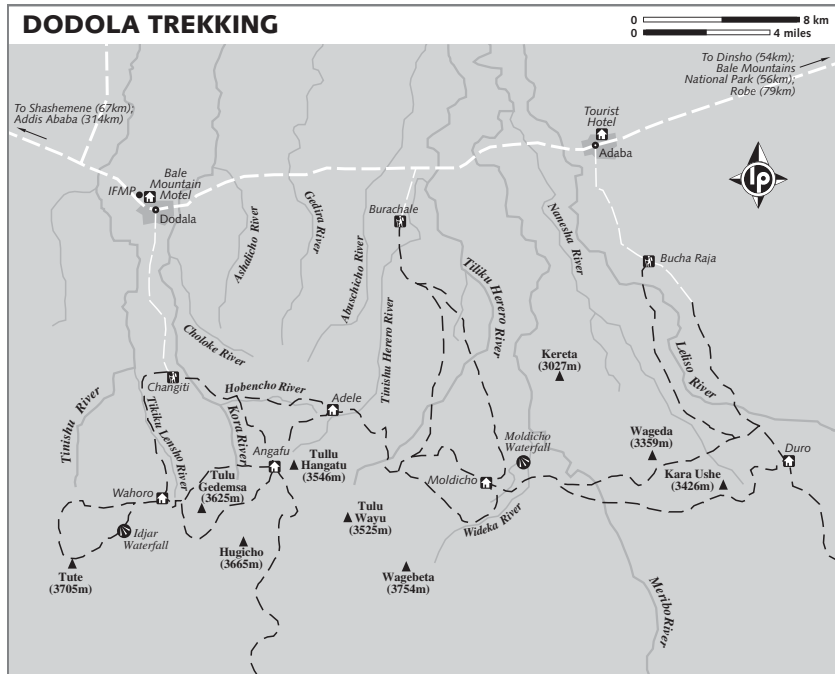 DODOLA TREKKING
0 8 km
0 4 miles
To Dinsho (54km);
Bale Mountains
National Park (56km);
Robe (79km)
To Shashemene (67km);
Addis Ababa (314km)
Tourist
Hotel
Adaba
lp
Bale
Mountain
Motel
IFMP
Dodala
Burachale
Ashalicho River
Gedira River
Abuschicho River
Nanesha River
Bucha Raja
Tiliku Herero River
Tinishu Herero River
Choloke River
Leliso River
Kereta
(3027m)
Changiti
Hobencho River
Adele
Tinishu River
Tikiku Lensho River
Kora River
Angafu
Tullu
Hangatu
(3546m)
Moldicho
Waterfall
Wageda
(3359m)
Duro
Tulu
Gedemsa
(3625m)
Moldicho
Kara Ushe
(3426m)
Wahoro
Tulu
Wayu
(3525m)
Wideka River
Idjar
Waterfall
Hugicho
(3665m)
Tute
(3705m)
Wagebeta
(3754m)
Meribo River